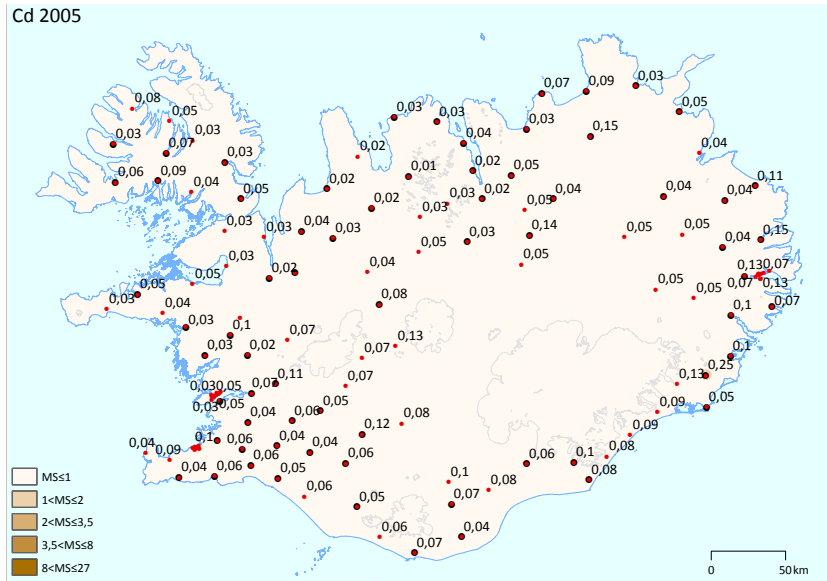 Cd 2005
0,07 0,09 0,03
0,08 0,05 0,03 0,03 0,05
0,03 0,07 0,03 0,03 0,04 0,03 0,15
0,02 0,04
0,06 0,09 0,04 0,05 0,02 0,01 0,02 0,05 0,11
0,02 0,03 0,02 0,05 0,04 0,04 0,04
0,03 0,04 0,03 0,03 0,03 0,14 0,05 0,05 0,04 0,15
0,03 0,02 0,04 0,05 0,05 0,13 0,07
0,03 0,05 0,04 0,05 0,08 0,05 0,05 0,07 0,13 0,07
0,03 0,1 0,07 0,13 0,1
0,03 0,02 0,07 0,1
0,03 0,05 0,07 0,11 0,07 0,13 0,25
0,03 0,05 0,04 0,06 0,05 0,12 0,08 0,09 0,05
0,04 0,09 0,1 0,06 0,04 0,04 0,06 0,09
0,04 0,06 0,06 0,05 0,06 0,1 0,08
0,06 0,05 0,1 0,08 0,08
0,07
0,06 0,04
0,07
MS≤1
1<MS≤2
2<MS≤3,5
3,5<MS≤8
8<MS≤27
0 50 km